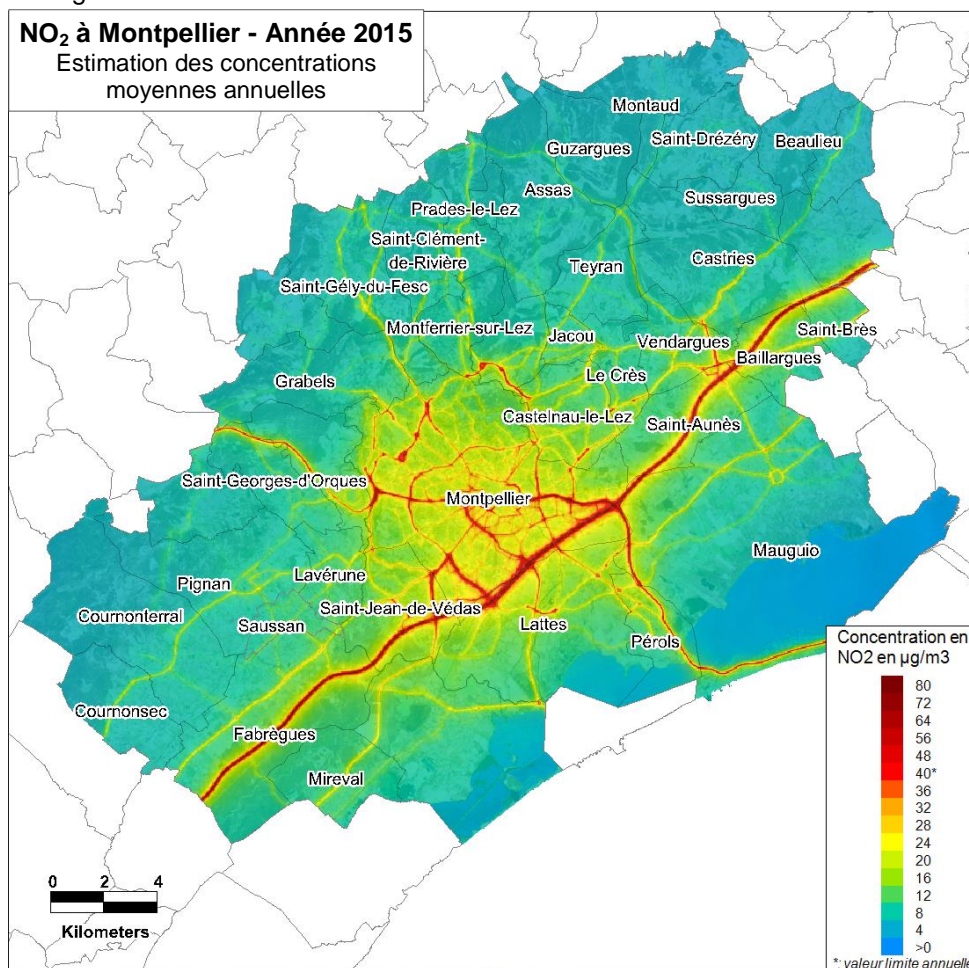 NO₂ à Montpellier - Année 2015
Estimation des concentrations
moyennes annuelles
Montaud
Saint-Drézéry
Beaulieu
Guzargues
Assas
Sussargues
Prades-le-Lez
Saint-Clément-
de-Rivière
Teyran
Castries
Saint-Gély-du-Fesc
Montferrier-sur-Lez
Jacou
Vendargues
Saint-Brès
Baillargues
Le Crès
Grabels
Castelnau-le-Lez
Saint-Aunès
Saint-Georges-d'Orques
Montpellier
Mauguio
Lavérune
Pignan
Saint-Jean-de-Védas
Cournonterral
Saussan
Lattes
Pérols
Cournonsec
Fabrègues
Mireval
Concentration en
NO2 en µg/m3
80
72
64
56
48
40*
36
32
28
24
20
16
12
8
4
>0
*: valeur limite annuelle
0 2 4
Kilometers